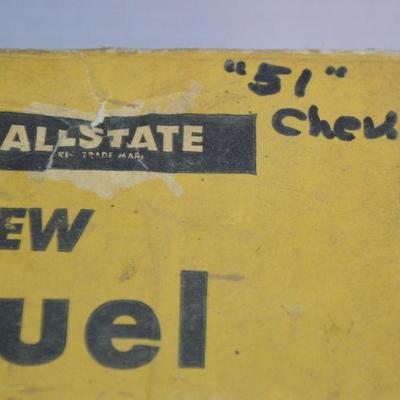 "51"
Chev
ALLSTATE
REG. TRADE MARK
EW
uel